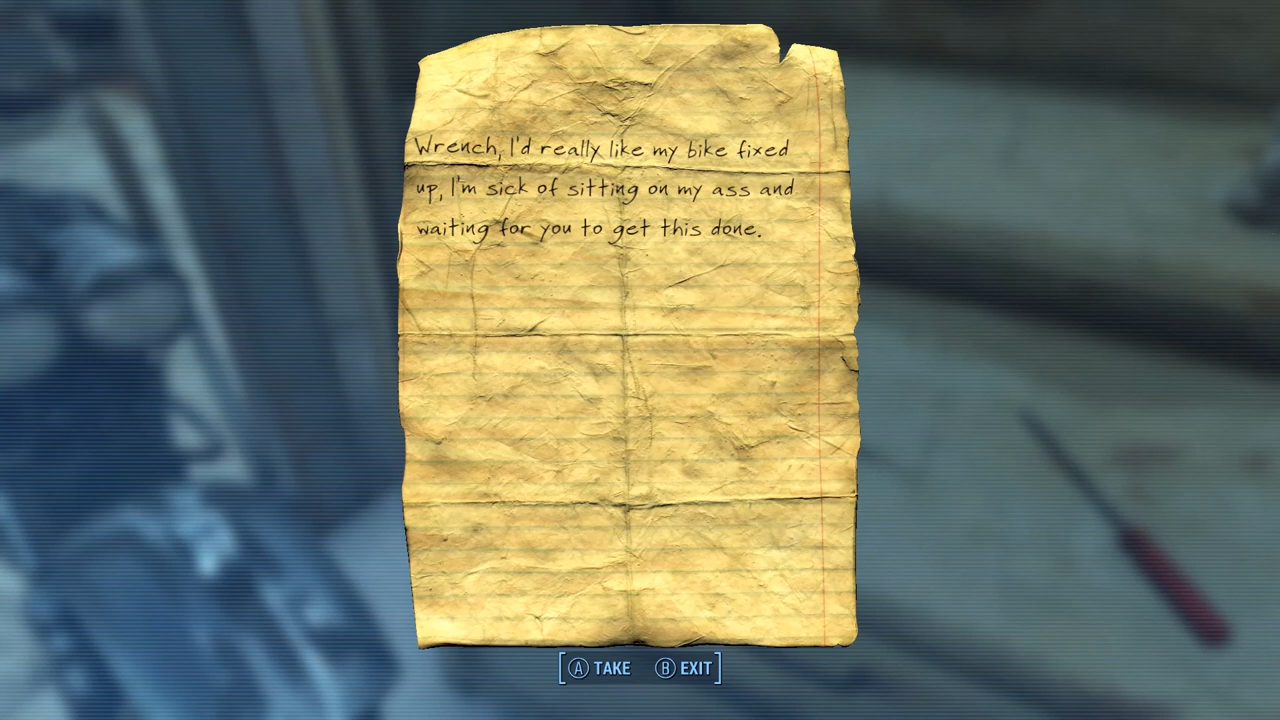 Wrench, I'd really like my bike fixed
up, I'm sick of sitting on my ass and
waiting for you to get this done.
[Ⓐ TAKE Ⓑ EXIT]